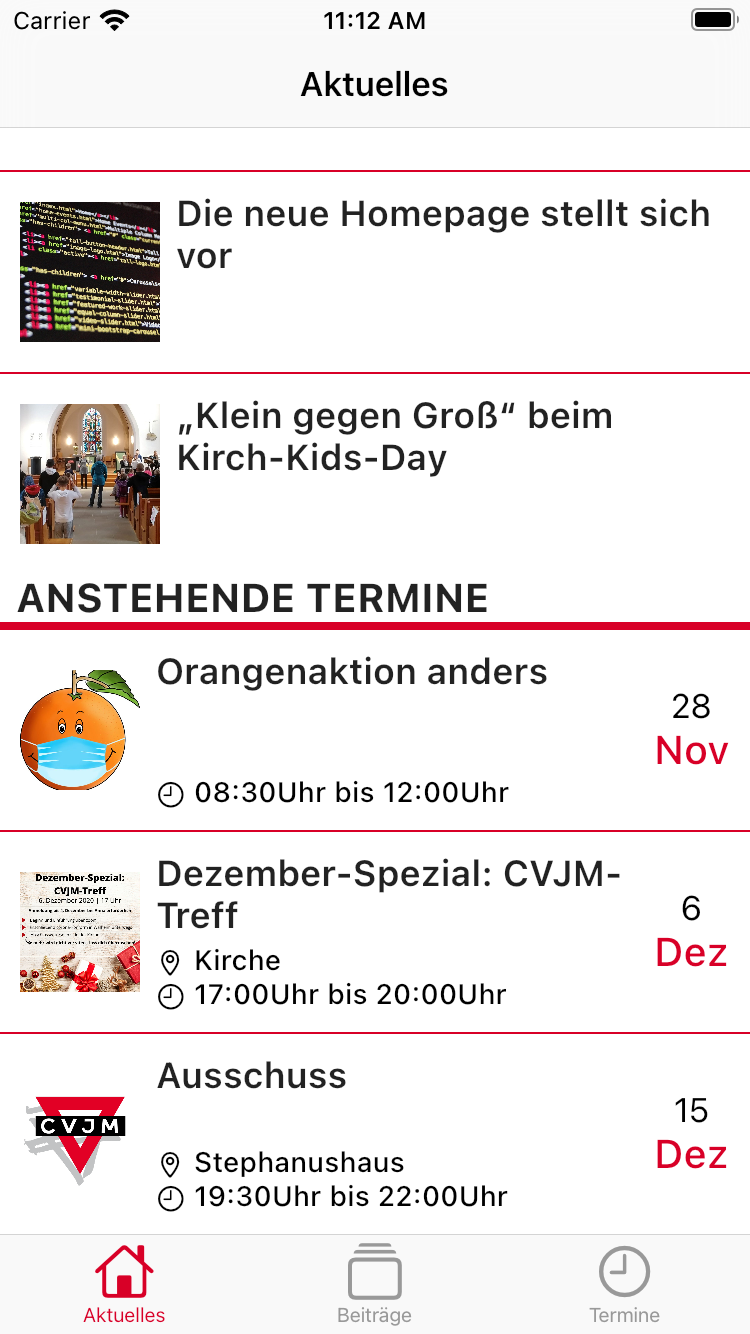 Carrier
11:12 AM
Aktuelles
Die neue Homepage stellt sich
vor
„Klein gegen Groß“ beim
Kirch-Kids-Day
ANSTEHENDE TERMINE
Orangenaktion anders
28
Nov
08:30Uhr bis 12:00Uhr
Dezember-Spezial:
CVJM-Treff
6. Dezember 2020 | 17 Uhr
Dezember-Spezial: CVJM-
Treff
6
Dez
Kirche
17:00Uhr bis 20:00Uhr
CVJM
Ausschuss
15
Dez
Stephanushaus
19:30Uhr bis 22:00Uhr
Aktuelles
Beiträge
Termine